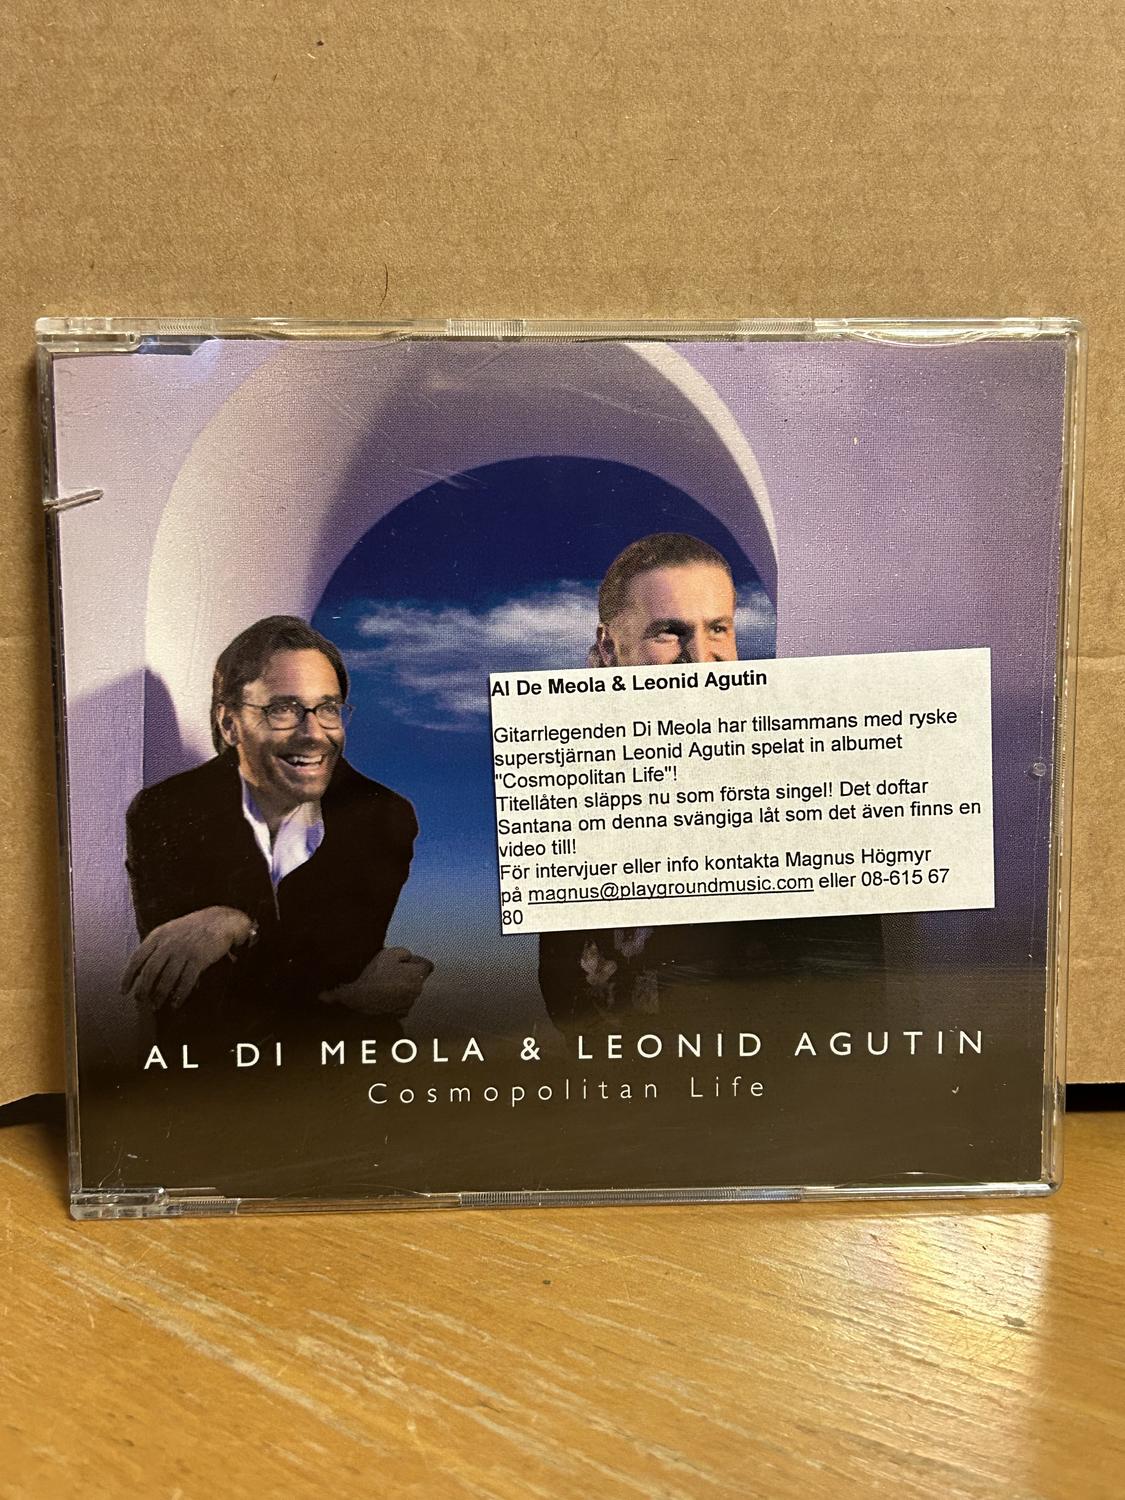 Al De Meola & Leonid Agutin
Gitarrlegenden Di Meola har tillsammans med ryske
superstjärnan Leonid Agutin spelat in albumet
"Cosmopolitan Life"!
Titellåten släpps nu som första singel! Det doftar
Santana om denna svängiga låt som det även finns en
video till!
För intervjuer eller info kontakta Magnus Högmyr
på magnus@playgroundmusic.com eller 08-615 67
80
AL DI MEOLA & LEONID AGUTIN
Cosmopolitan Life